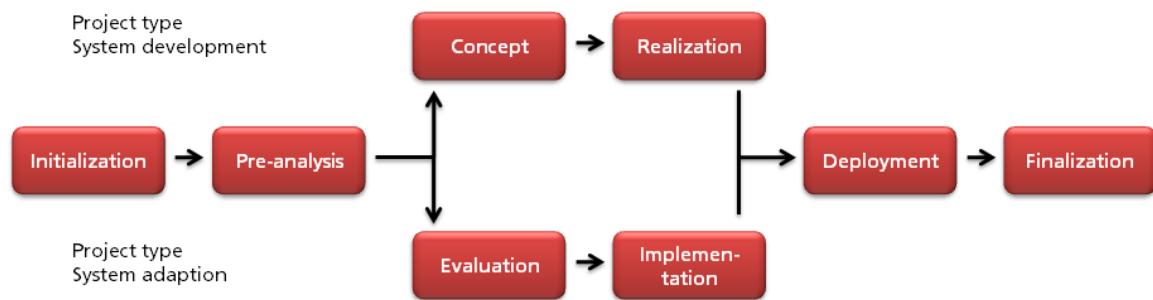 Project type
System development
Concept
Realization
Initialization
Pre-analysis
Deployment
Finalization
Project type
System adaption
Evaluation
Implemen-
tation